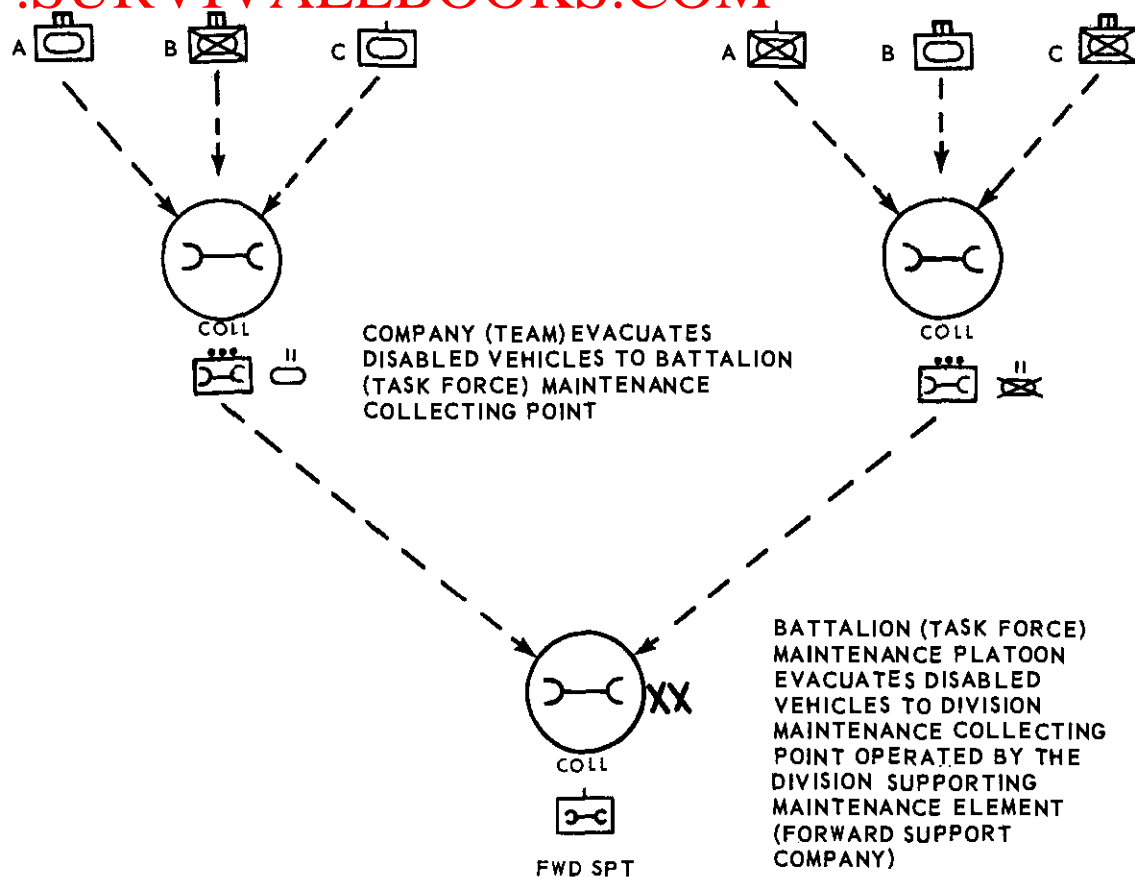 .SURVIVALEBOOKS.COM
A B C A B C
COLL COLL
COMPANY (TEAM) EVACUATES
DISABLED VEHICLES TO BATTALION
(TASK FORCE) MAINTENANCE
COLLECTING POINT
XX
COLL
FWD SPT
BATTALION (TASK FORCE)
MAINTENANCE PLATOON
EVACUATES DISABLED
VEHICLES TO DIVISION
MAINTENANCE COLLECTING
POINT OPERATED BY THE
DIVISION SUPPORTING
MAINTENANCE ELEMENT
(FORWARD SUPPORT
COMPANY)